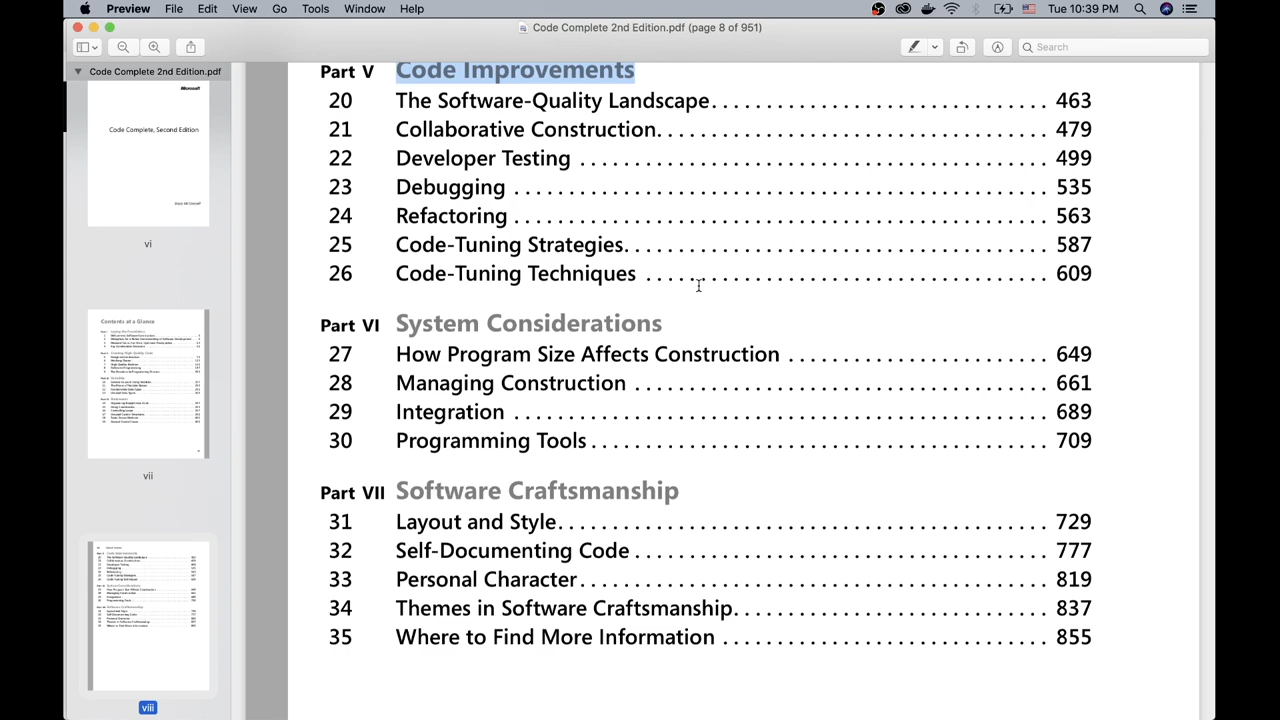 Preview File Edit View Go Tools Window Help Tue 10:39 PM
Code Complete 2nd Edition.pdf (page 8 of 951)
Search
Code Complete 2nd Edition.pdf
Microsoft
Code Complete, Second Edition
vi
Contents at a Glance
vii
viii
Part V Code Improvements
20 The Software-Quality Landscape. . . . . . . . . . . . . . . . . . . . . . . . . . . . . 463
21 Collaborative Construction. . . . . . . . . . . . . . . . . . . . . . . . . . . . . . . . . 479
22 Developer Testing . . . . . . . . . . . . . . . . . . . . . . . . . . . . . . . . . . . . . . . 499
23 Debugging . . . . . . . . . . . . . . . . . . . . . . . . . . . . . . . . . . . . . . . . . . . . . 535
24 Refactoring . . . . . . . . . . . . . . . . . . . . . . . . . . . . . . . . . . . . . . . . . . . . . 563
25 Code-Tuning Strategies. . . . . . . . . . . . . . . . . . . . . . . . . . . . . . . . . . . . 587
26 Code-Tuning Techniques . . . . . . . . . . . . . . . . . . . . . . . . . . . . . . . . . . 609
Part VI System Considerations
27 How Program Size Affects Construction . . . . . . . . . . . . . . . . . . . . . . 649
28 Managing Construction . . . . . . . . . . . . . . . . . . . . . . . . . . . . . . . . . . . 661
29 Integration . . . . . . . . . . . . . . . . . . . . . . . . . . . . . . . . . . . . . . . . . . . . . 689
30 Programming Tools . . . . . . . . . . . . . . . . . . . . . . . . . . . . . . . . . . . . . . 709
Part VII Software Craftsmanship
31 Layout and Style. . . . . . . . . . . . . . . . . . . . . . . . . . . . . . . . . . . . . . . . . 729
32 Self-Documenting Code . . . . . . . . . . . . . . . . . . . . . . . . . . . . . . . . . . . 777
33 Personal Character . . . . . . . . . . . . . . . . . . . . . . . . . . . . . . . . . . . . . . . 819
34 Themes in Software Craftsmanship. . . . . . . . . . . . . . . . . . . . . . . . . . . 837
35 Where to Find More Information . . . . . . . . . . . . . . . . . . . . . . . . . . . . 855